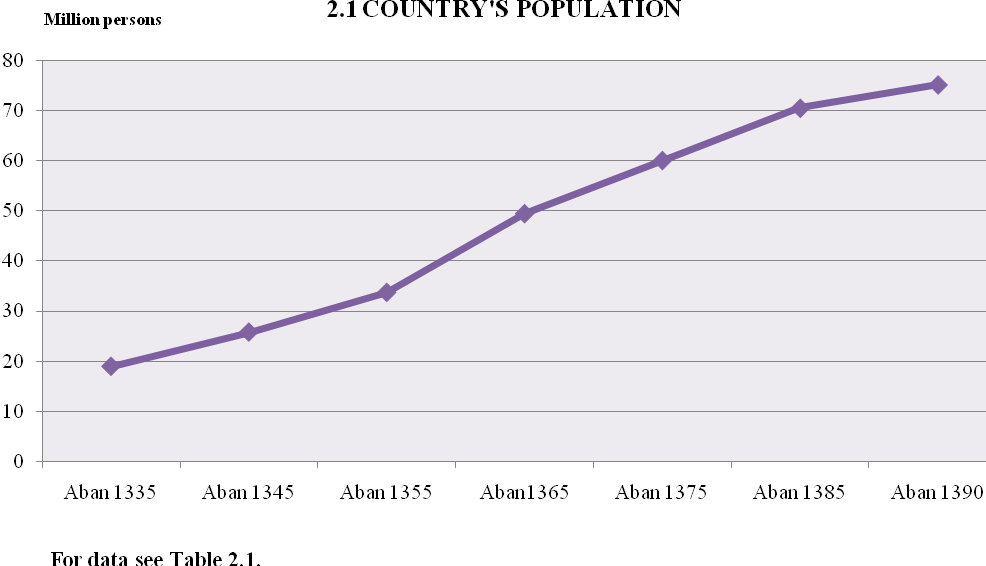 2.1 COUNTRY'S POPULATION
Million persons
80
70
60
50
40
30
20
10
0
Aban 1335 Aban 1345 Aban 1355 Aban1365 Aban 1375 Aban 1385 Aban 1390
For data see Table 2.1.